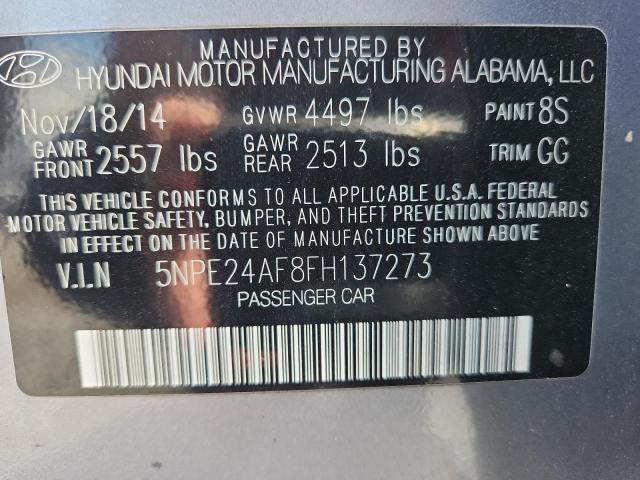 MANUFACTURED BY
HYUNDAI MOTOR MANUFACTURING ALABAMA, LLC
Nov/18/14 GVWR 4497 lbs PAINT 8S
GAWR FRONT 2557 lbs GAWR REAR 2513 lbs TRIM GG
THIS VEHICLE CONFORMS TO ALL APPLICABLE U.S.A. FEDERAL
MOTOR VEHICLE SAFETY, BUMPER, AND THEFT PREVENTION STANDARDS
IN EFFECT ON THE DATE OF MANUFACTURE SHOWN ABOVE
V.I.N 5NPE24AF8FH137273
PASSENGER CAR